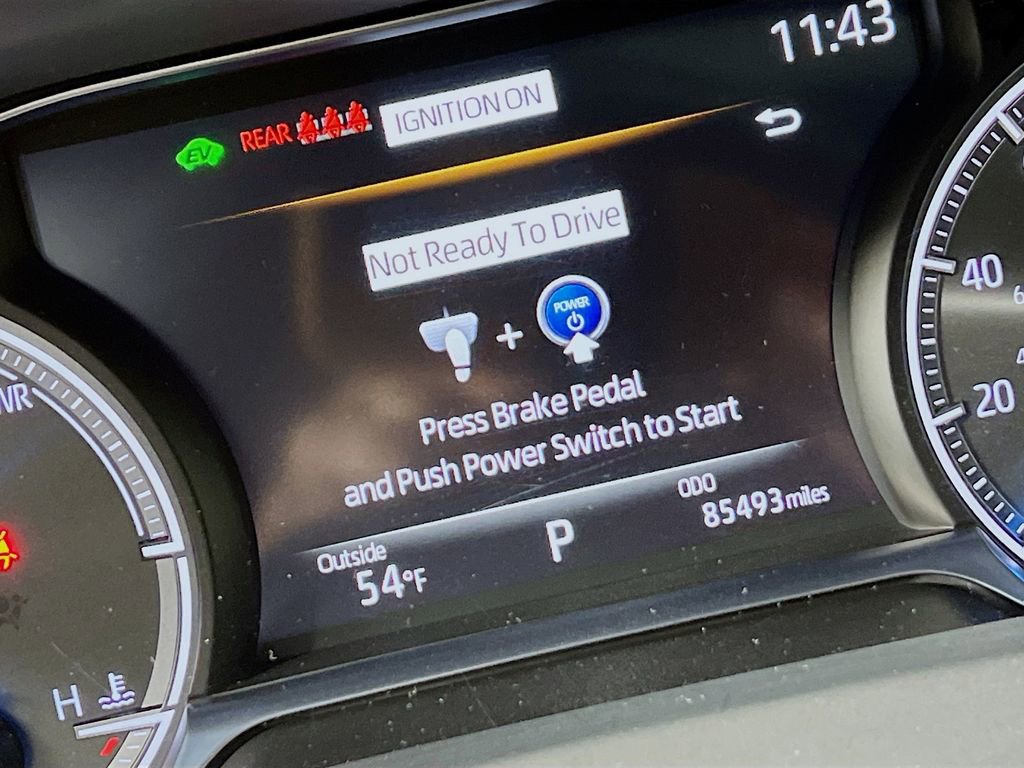 11:43
EV
REAR
IGNITION ON
Not Ready To Drive
POWER
+
Press Brake Pedal
and Push Power Switch to Start
ODO
85493 miles
Outside
54°F
P
40
20
H